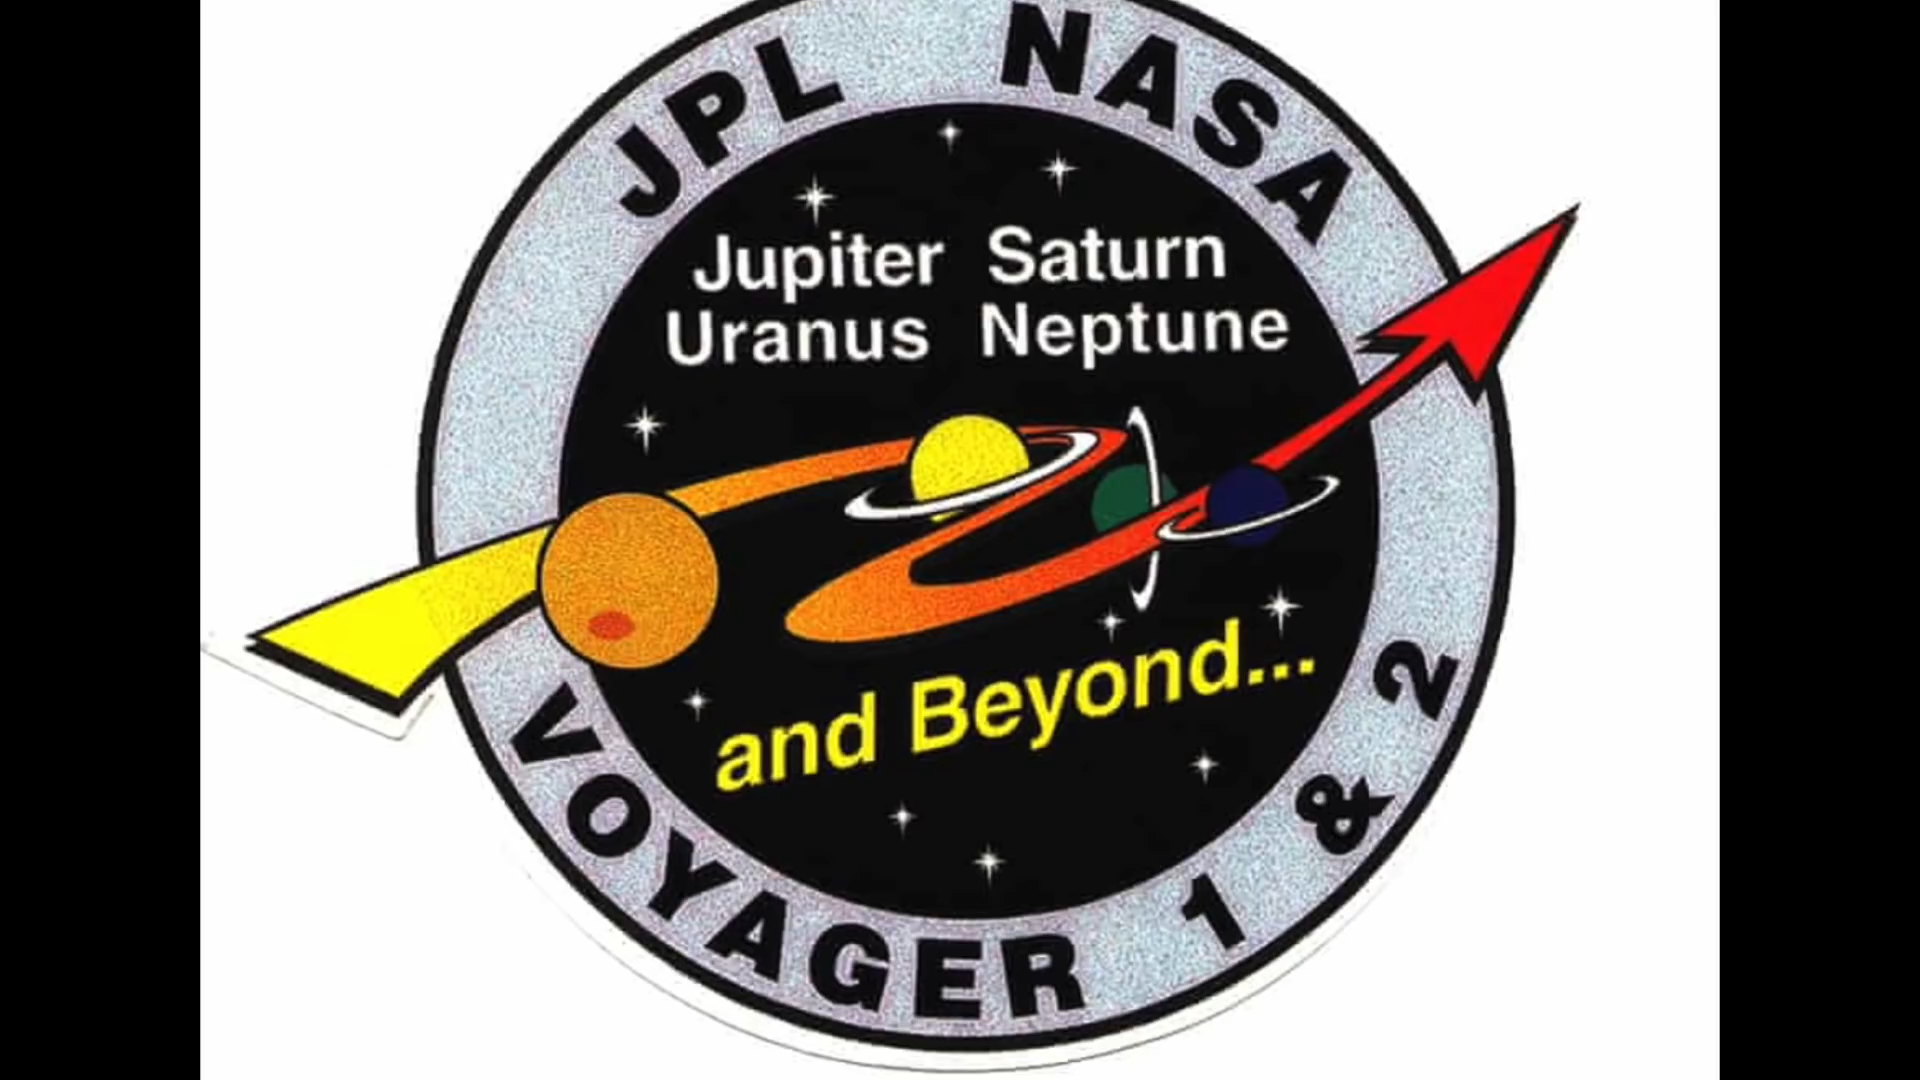 JPL NASA
Jupiter Saturn
Uranus Neptune
and Beyond...
VOYAGER 1 & 2